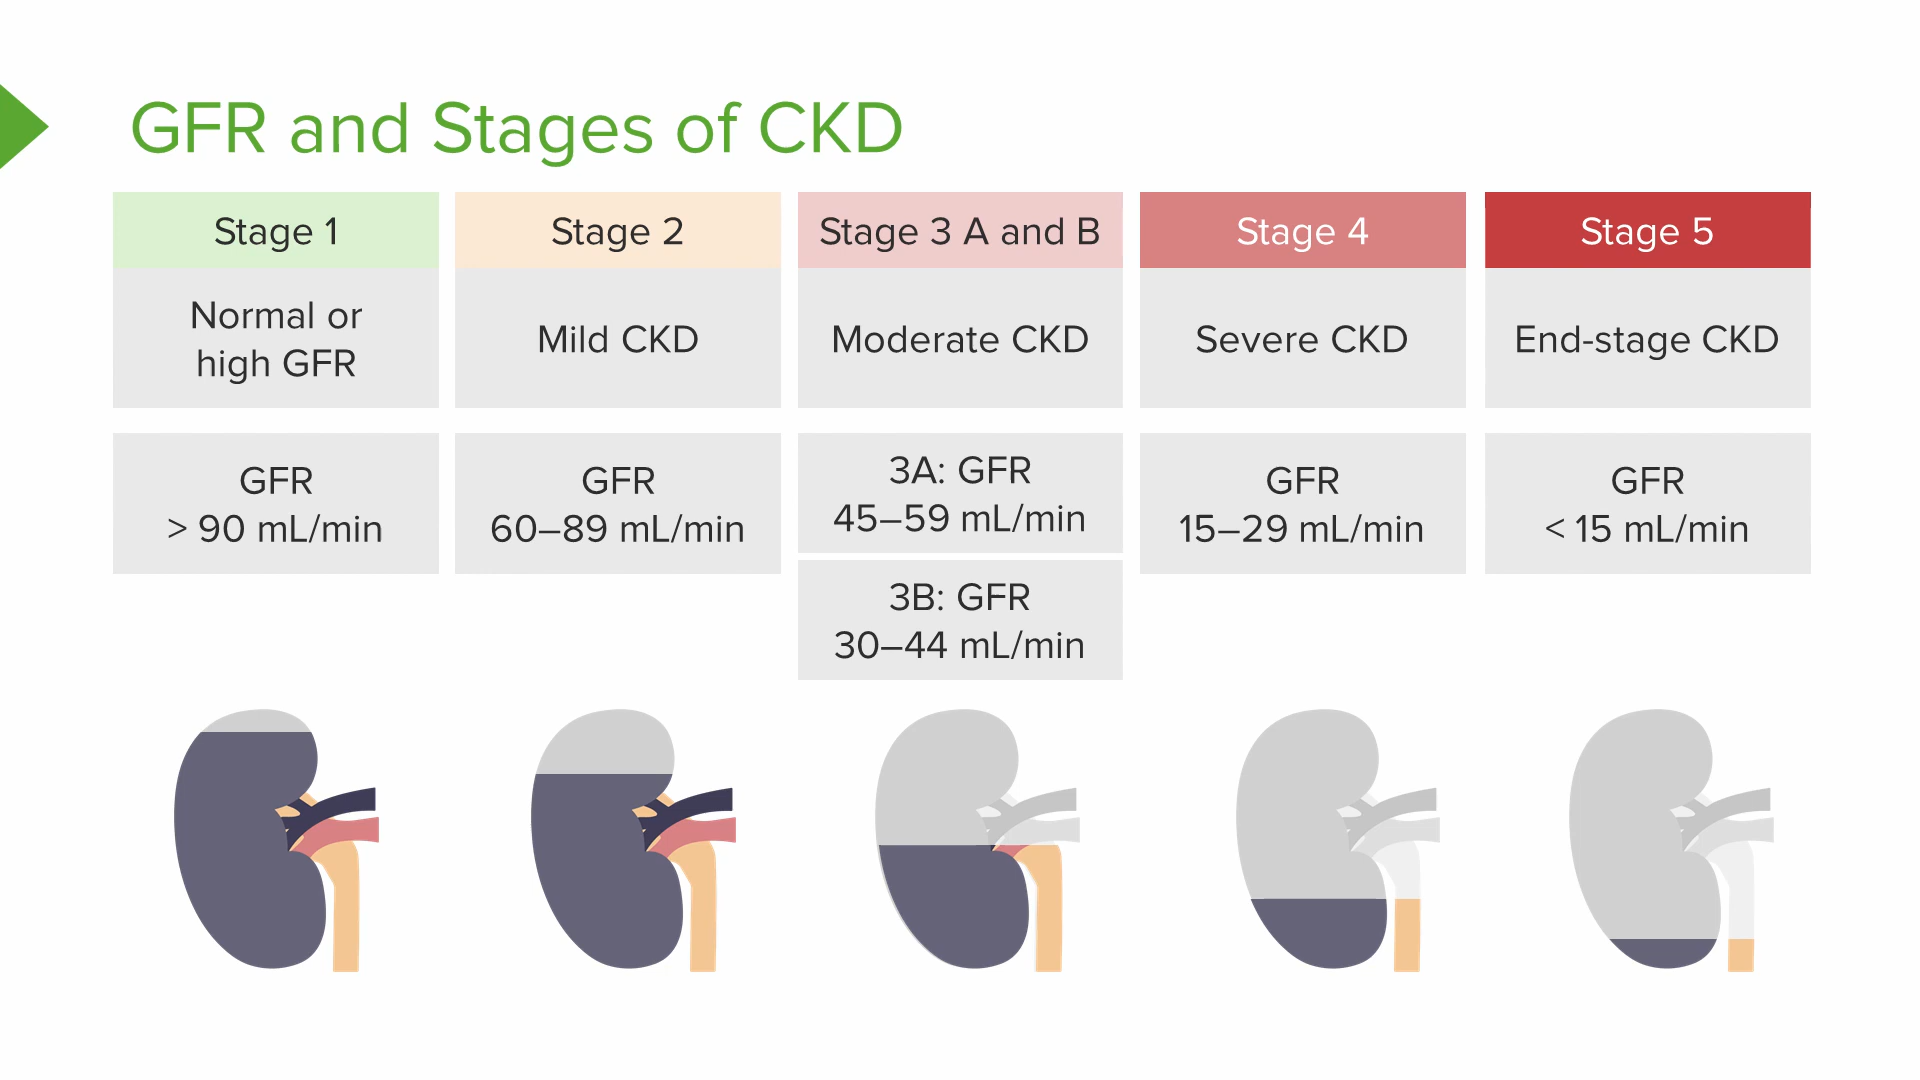 GFR and Stages of CKD
Stage 1
Normal or
high GFR
GFR
> 90 mL/min
Stage 2
Mild CKD
GFR
60–89 mL/min
Stage 3 A and B
Moderate CKD
3A: GFR
45–59 mL/min
3B: GFR
30–44 mL/min
Stage 4
Severe CKD
GFR
15–29 mL/min
Stage 5
End-stage CKD
GFR
< 15 mL/min